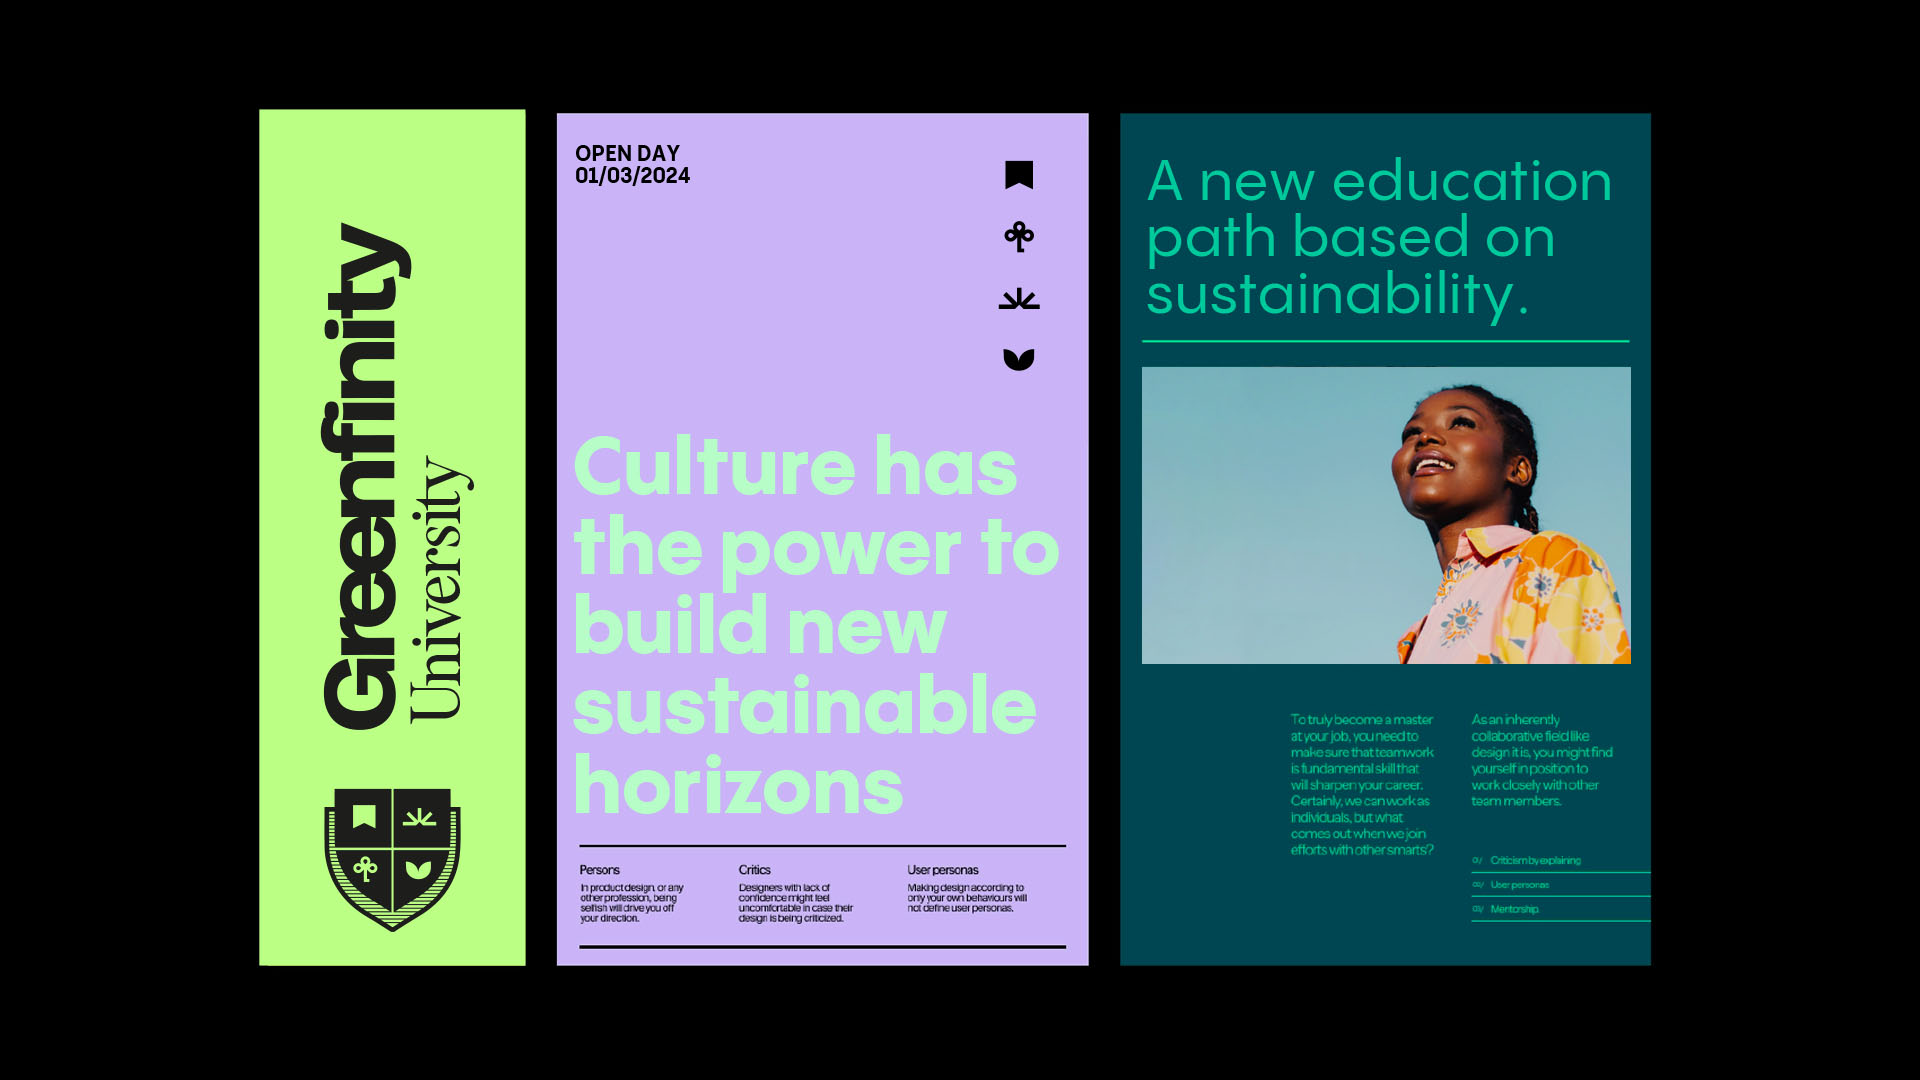 Greenfinity
University
OPEN DAY
01/03/2024
Culture has
the power to
build new
sustainable
horizons
Persons
In product design, or any
other profession, being
selfish will drive you off
your direction.
Critics
Designers with lack of
confidence might feel
uncomfortable in case their
design is being criticized.
User personas
Making design according to
only your own behaviours will
not define user personas.
A new education
path based on
sustainability.
To truly become a master
at your job, you need to
make sure that teamwork
is fundamental skill that
will sharpen your career.
Certainly, we can work as
individuals, but what
comes out when we join
efforts with other smarts?
As an inherently
collaborative field like
design it is, you might find
yourself in position to
work closely with other
team members.
01/ Criticism by explaining
02/ User personas
03/ Mentorship